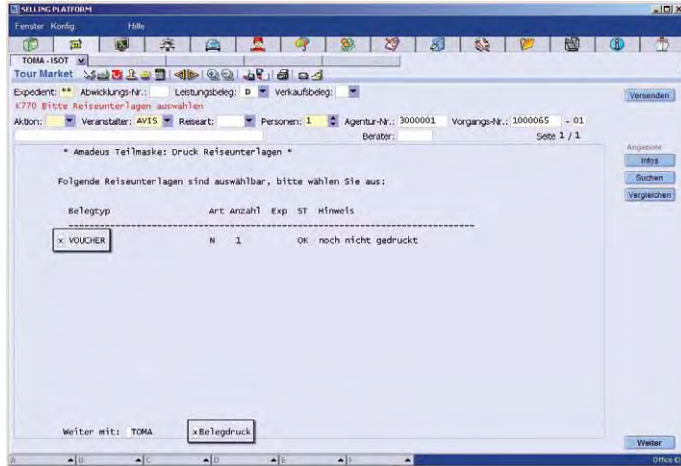 SELLING PLATFORM
Fenster Konfig. Hilfe
TOMA - ISOT
Tour Market
Expedient: ** Abwicklungs-Nr.: Leistungsbeleg: D Verkaufsbeleg:
Versenden
K770 Bitte Reiseunterlagen auswahlen
Aktion: Veranstalter: AVIS Reiseart: Personen: 1 Agentur-Nr.: 3000001 Vorgangs-Nr.: 1000065 - 01
Berater: Seite 1 / 1
* Amadeus Teilmaske: Druck Reiseunterlagen *
Angebote
Infos
Folgende Reiseunterlagen sind auswählbar, bitte wählen Sie aus:
Suchen
Vergleichen
Belegtyp Art Anzahl Exp ST Hinweis
--------------------------------------------------------------------------------
x VOUCHER N 1 OK noch nicht gedruckt
Weiter mit: TOMA xBelegdruck
Weiter
A B C D E F Office ID